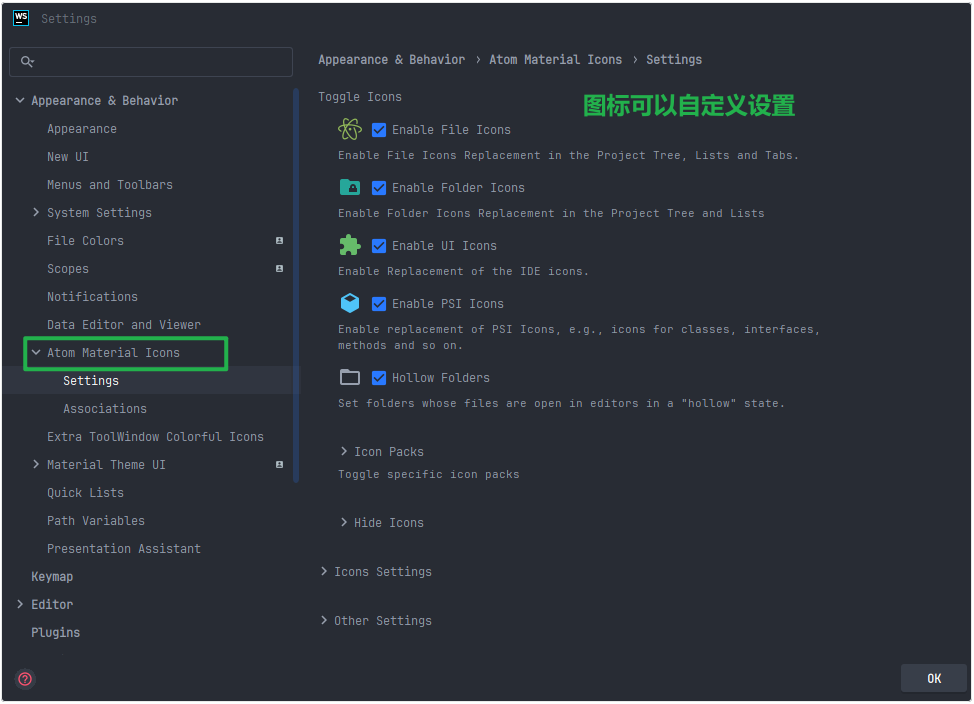 WS Settings
Appearance & Behavior
Appearance
New UI
Menus and Toolbars
System Settings
File Colors
Scopes
Notifications
Data Editor and Viewer
Atom Material Icons
Settings
Associations
Extra ToolWindow Colorful Icons
Material Theme UI
Quick Lists
Path Variables
Presentation Assistant
Keymap
Editor
Plugins
?
Appearance & Behavior › Atom Material Icons › Settings
Toggle Icons
图标可以自定义设置
Enable File Icons
Enable File Icons Replacement in the Project Tree, Lists and Tabs.
Enable Folder Icons
Enable Folder Icons Replacement in the Project Tree and Lists
Enable UI Icons
Enable Replacement of the IDE icons.
Enable PSI Icons
Enable replacement of PSI Icons, e.g., icons for classes, interfaces,
methods and so on.
Hollow Folders
Set folders whose files are open in editors in a "hollow" state.
Icon Packs
Toggle specific icon packs
Hide Icons
Icons Settings
Other Settings
OK